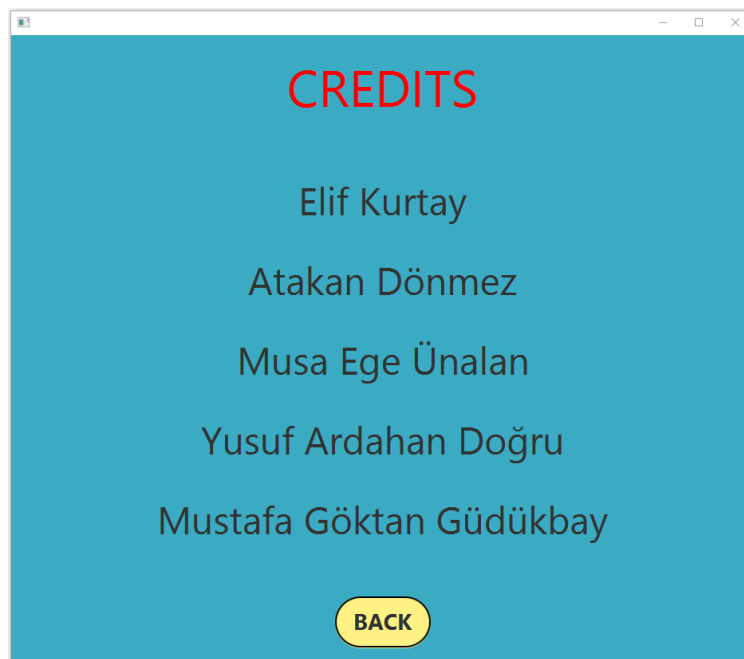 CREDITS
Elif Kurtay
Atakan Dönmez
Musa Ege Ünalan
Yusuf Ardahan Doğru
Mustafa Göktan Güdükbay
BACK